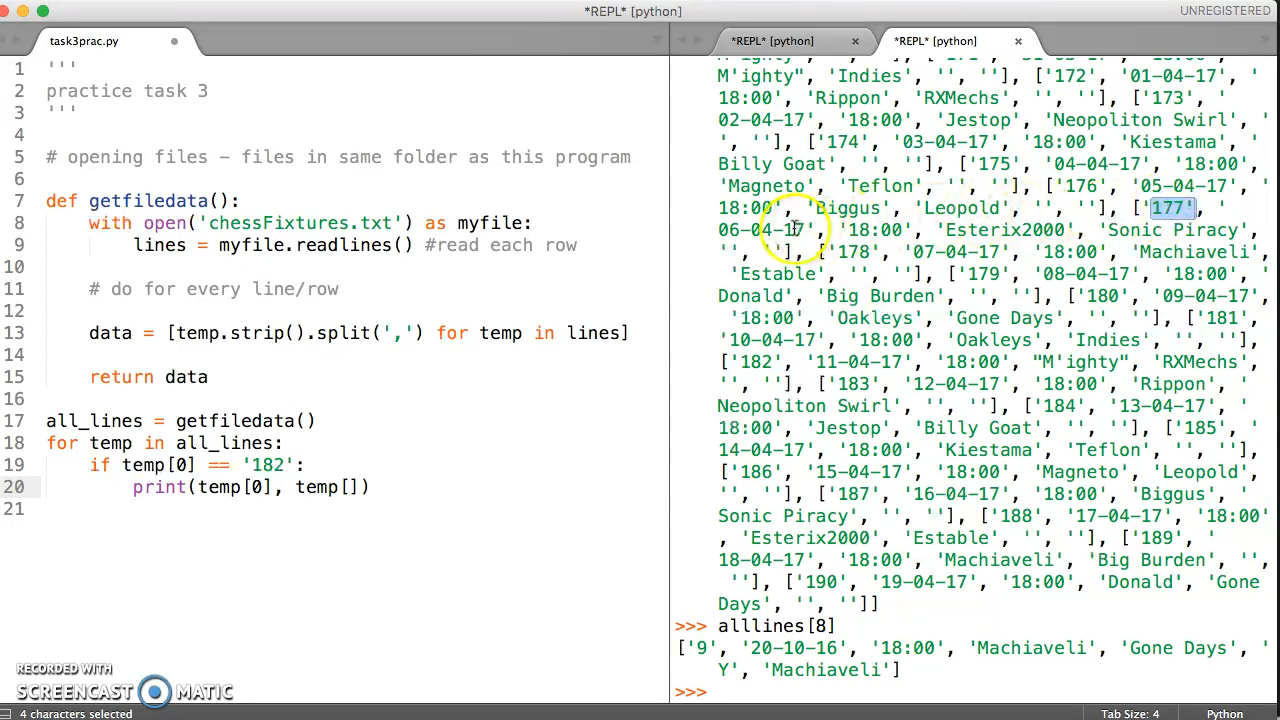 *REPL* [python]
UNREGISTERED
task3prac.py
*REPL* [python]
*REPL* [python]
1 '''
2 practice task 3
3 '''
4
5 # opening files - files in same folder as this program
6
7 def getfiledata():
8 with open('chessFixtures.txt') as myfile:
9 lines = myfile.readlines() #read each row
10
11 # do for every line/row
12
13 data = [temp.strip().split(',') for temp in lines]
14
15 return data
16
17 all_lines = getfiledata()
18 for temp in all_lines:
19 if temp[0] == '182':
20 print(temp[0], temp[])
21
M'ighty", 'Indies', '', ''], ['172', '01-04-17', '
18:00', 'Rippon', 'RXMechs', '', ''], ['173', '
02-04-17', '18:00', 'Jestop', 'Neopoliton Swirl', '
', ''], ['174', '03-04-17', '18:00', 'Kiestama', '
Billy Goat', '', ''], ['175', '04-04-17', '18:00',
'Magneto', 'Teflon', '', ''], ['176', '05-04-17', '
18:00', 'Biggus', 'Leopold', '', ''], ['177', '
06-04-17', '18:00', 'Esterix2000', 'Sonic Piracy',
'', ''], ['178', '07-04-17', '18:00', 'Machiaveli',
'Estable', '', ''], ['179', '08-04-17', '18:00', '
Donald', 'Big Burden', '', ''], ['180', '09-04-17',
'18:00', 'Oakleys', 'Gone Days', '', ''], ['181',
'10-04-17', '18:00', 'Oakleys', 'Indies', '', ''],
['182', '11-04-17', '18:00', "M'ighty", 'RXMechs',
'', ''], ['183', '12-04-17', '18:00', 'Rippon', '
Neopoliton Swirl', '', ''], ['184', '13-04-17', '
18:00', 'Jestop', 'Billy Goat', '', ''], ['185', '
14-04-17', '18:00', 'Kiestama', 'Teflon', '', ''],
['186', '15-04-17', '18:00', 'Magneto', 'Leopold',
'', ''], ['187', '16-04-17', '18:00', 'Biggus', '
Sonic Piracy', '', ''], ['188', '17-04-17', '18:00'
, 'Esterix2000', 'Estable', '', ''], ['189', '
18-04-17', '18:00', 'Machiaveli', 'Big Burden', '',
''], ['190', '19-04-17', '18:00', 'Donald', 'Gone
Days', '', '']]
>>> alllines[8]
['9', '20-10-16', '18:00', 'Machiaveli', 'Gone Days', '
Y', 'Machiaveli']
>>>
RECORDED WITH
SCREENCAST MATIC
4 characters selected
Tab Size: 4
Python